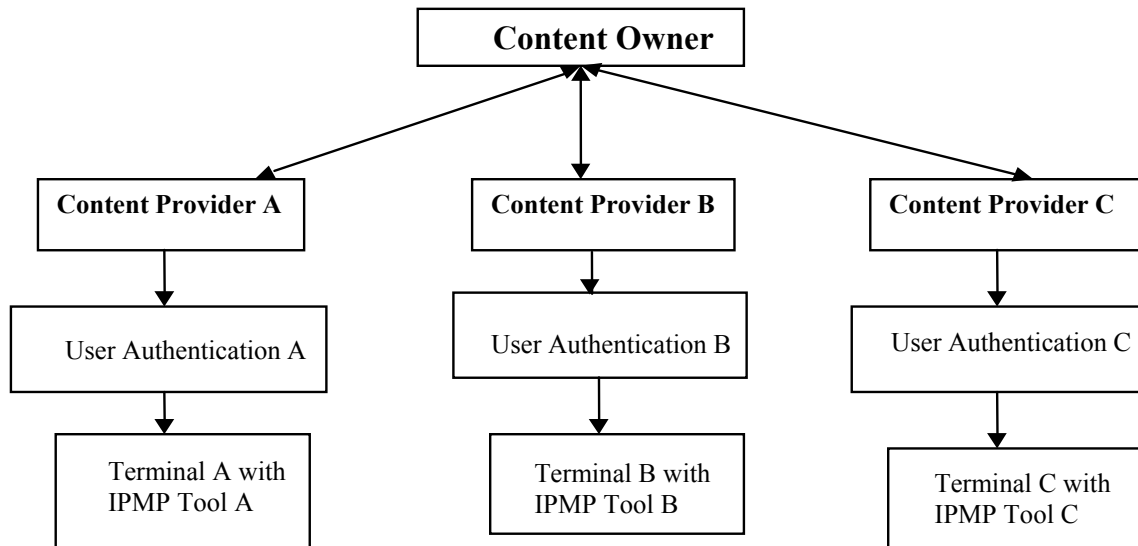 Content Owner
Content Provider A
Content Provider B
Content Provider C
User Authentication A
User Authentication B
User Authentication C
Terminal A with
IPMP Tool A
Terminal B with
IPMP Tool B
Terminal C with
IPMP Tool C